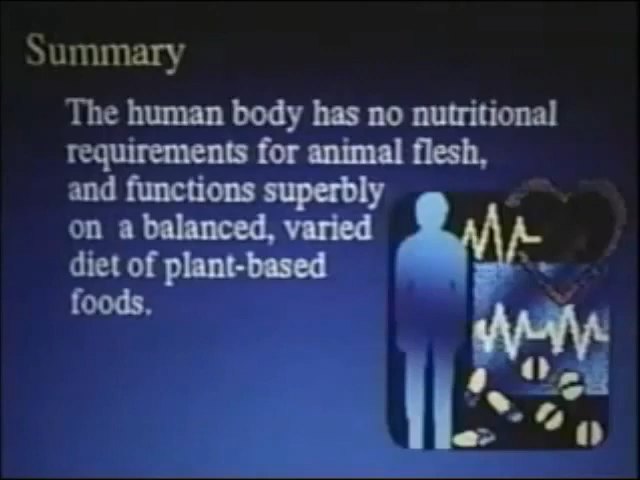 Summary
The human body has no nutritional
requirements for animal flesh,
and functions superbly
on a balanced, varied
diet of plant-based
foods.